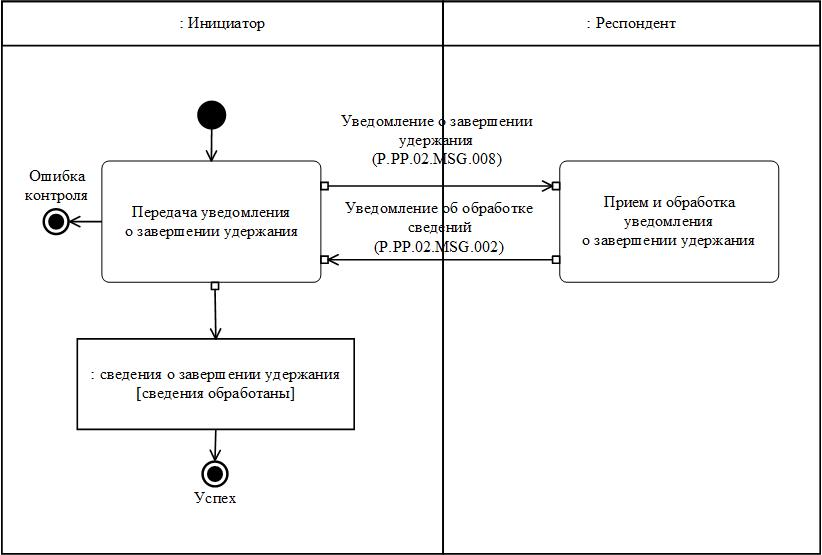 : Инициатор
: Респондент
Уведомление о завершении
удержания
(P.PP.02.MSG.008)
Ошибка
контроля
Передача уведомления
о завершении удержания
Уведомление об обработке
сведений
(P.PP.02.MSG.002)
Прием и обработка
уведомления
о завершении удержания
: сведения о завершении удержания
[сведения обработаны]
Успех